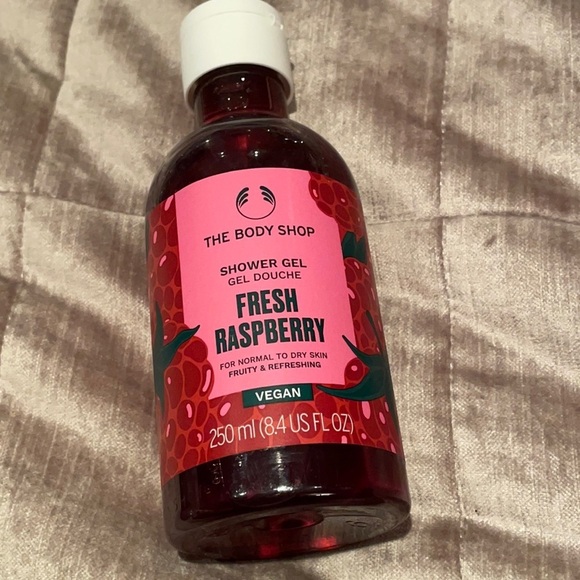 THE BODY SHOP
SHOWER GEL
GEL DOUCHE
FRESH
RASPBERRY
FOR NORMAL TO DRY SKIN
FRUITY & REFRESHING
VEGAN
250 ml (8.4 US FL OZ)